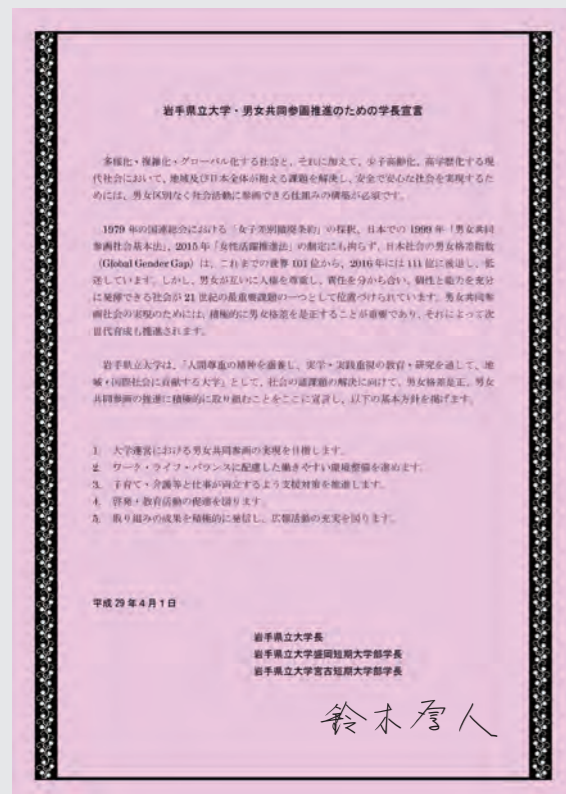 岩手県立大学・男女共同参画推進のための学長宣言
多様化・複雑化・グローバル化する社会と、それに加えて、少子高齢化、高学歴化する現
代社会において、地域及び日本全体が抱える課題を解決し、安全で安心な社会を実現するた
めには、男女区別なく社会活動に参画できる仕組みの構築が必須です。
1979 年の国連総会における「女子差別撤廃条約」の採択、日本での 1999 年「男女共同
参画社会基本法」、2015 年「女性活躍推進法」の制定にも拘らず、日本社会の男女格差指数
(Global Gender Gap) は、これまでの世界 101 位から、2016 年には 111 位に後退し、低
迷しています。しかし、男女が互いに人権を尊重し、責任を分かち合い、個性と能力を充分
に発揮できる社会が 21 世紀の最重要課題の一つとして位置づけられています。男女共同参
画社会の実現のためには、積極的に男女格差を是正することが重要であり、それによって次
世代育成も推進されます。
岩手県立大学は、「人間尊重の精神を涵養し、実学・実践重視の教育・研究を通して、地
域・国際社会に貢献する大学」として、社会の諸課題の解決に向けて、男女格差是正、男女
共同参画の推進に積極的に取り組むことをここに宣言し、以下の基本方針を掲げます。
1. 大学運営における男女共同参画の実現を目指します。
2. ワーク・ライフ・バランスに配慮した働きやすい環境整備を進めます。
3. 子育て・介護等と仕事が両立するよう支援対策を推進します。
4. 啓発・教育活動の促進を図ります。
5. 取り組みの成果を積極的に発信し、広報活動の充実を図ります。
平成 29 年 4 月 1 日
岩手県立大学長
岩手県立大学盛岡短期大学部学長
岩手県立大学宮古短期大学部学長
鈴木厚人